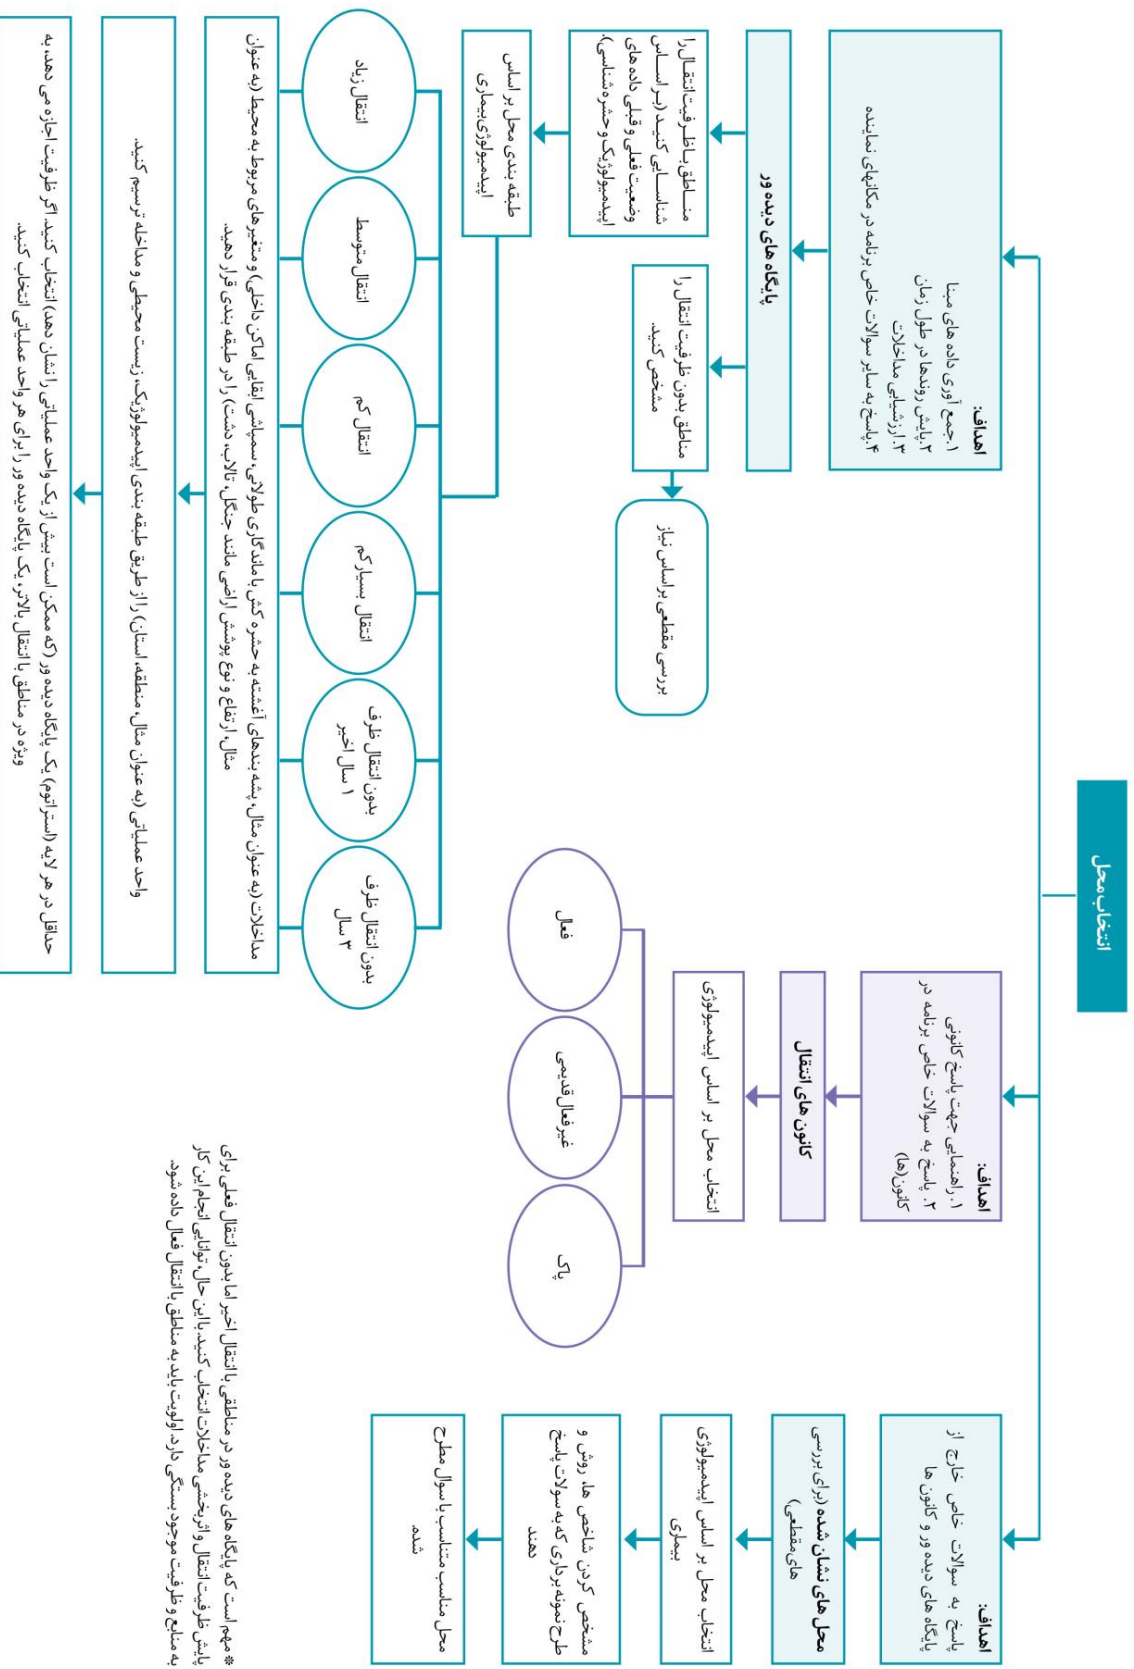 انتخاب محل
اهداف:
۱.جمع آوری داده های مبنا
۲.پایش روندها در طول زمان
۳.ارزشیابی مداخلات
۴.پاسخ به سایر سوالات خاص برنامه در مکانهای نماینده
پایگاه های دیده ور
منــاطق بـاظـرفیت انتقـال را
شناســایی کنیـد (بـر اسـاس
وضعیت فعلی و قبلی داده های
اپیدمیولوژیک و حشره شناسی).
مناطق بدون ظرفیت انتقال را
مشخص کنید.
بررسی مقطعی براساس نیاز
طبقه بندی محل بر اساس
اپیدمیولوژی بیماری
انتقال زیاد
انتقال متوسط
انتقال کم
انتقال بسیار کم
بدون انتقال ظرف
۱ سال اخیر
بدون انتقال ظرف
۳ سال
مداخلات (به عنوان مثال، پشه بندهای آغشته به حشره کش با ماندگاری طولانی، سمپاشی ابقایی اماکن داخلی) و متغیرهای مربوط به محیط (به عنوان
مثال، ارتفاع و نوع پوشش اراضی مانند جنگل، تالاب، دشت) را در طبقه بندی قرار دهید.
واحد عملیاتی (به عنوان مثال، منطقه، استان) را از طریق طبقه بندی اپیدمیولوژیک، زیست محیطی و مداخله ترسیم کنید.
حداقل در هر لایه (استراتوم) یک پایگاه دیده ور (که ممکن است بیش از یک واحد عملیاتی را نشان دهد) انتخاب کنید. اگر ظرفیت اجازه می دهد، به
ویژه در مناطق با انتقال بالاتر، یک پایگاه دیده ور را برای هر واحد عملیاتی انتخاب کنید.
اهداف:
۱. راهنمایی جهت پاسخ کانونی
۲. پاسخ به سوالات خاص برنامه در
کانون(ها)
کانون های انتقال
انتخاب محل بر اساس اپیدمیولوژی
فعال
غیرفعال قدیمی
پاک
اهداف:
پاسخ به سوالات خاص خارج از
پایگاه های دیده ور و کانون ها
محل های نشان شده (برای بررسی
های مقطعی)
انتخاب محل بر اساس اپیدمیولوژی
بیماری
مشخص کردن شاخص ها، روش و
طرح نمونه برداری که به سولات پاسخ
دهند
محل مناسب متناسب با سوال مطرح
شده.
* مهم است که پایگاه های دیده ور در مناطقی با انتقال اخیر اما بدون انتقال فعلی برای
پایش ظرفیت انتقال و اثربخشی مداخلات انتخاب کنید. با این حال، توانایی انجام این کار
به منابع و ظرفیت موجود بستگی دارد. اولویت باید به مناطق با انتقال فعال داده شود.